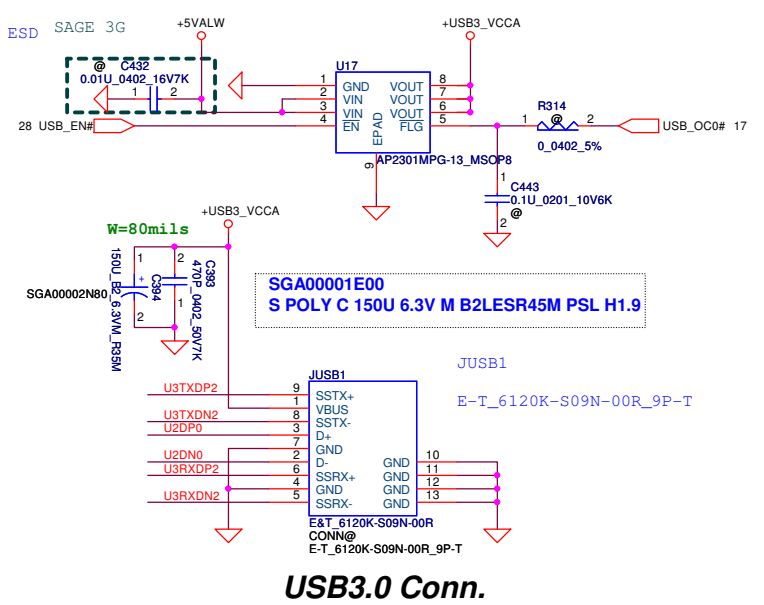 ESD
SAGE 3G
+5VALW
+USB3_VCCA
@
C432
0.01U_0402_16V7K
1
2
U17
1
2
3
4
GND
VIN
VIN
EN
EPAD
VOUT
VOUT
VOUT
FLG
8
7
6
5
9
AP2301MPG-13_MSOP8
28 USB_EN#
R314
1
@
2
0_0402_5%
USB_OC0# 17
1
C443
0.1U_0201_10V6K
@
2
+USB3_VCCA
W=80mils
1
+
2
SGA00002N80
150U_B2_6.3VM_R35M
C394
2
1
C393
470P_0402_50V7K
SGA00001E00
S POLY C 150U 6.3V M B2LESR45M PSL H1.9
JUSB1
JUSB1
E-T_6120K-S09N-00R_9P-T
U3TXDP2
9
SSTX+
1
VBUS
U3TXDN2
8
SSTX-
U2DP0
3
D+
7
GND
U2DN0
2
D-
GND
10
U3RXDP2
6
SSRX+
GND
11
4
GND
GND
12
U3RXDN2
5
SSRX-
GND
13
E&T_6120K-S09N-00R
CONN@
E-T_6120K-S09N-00R_9P-T
USB3.0 Conn.